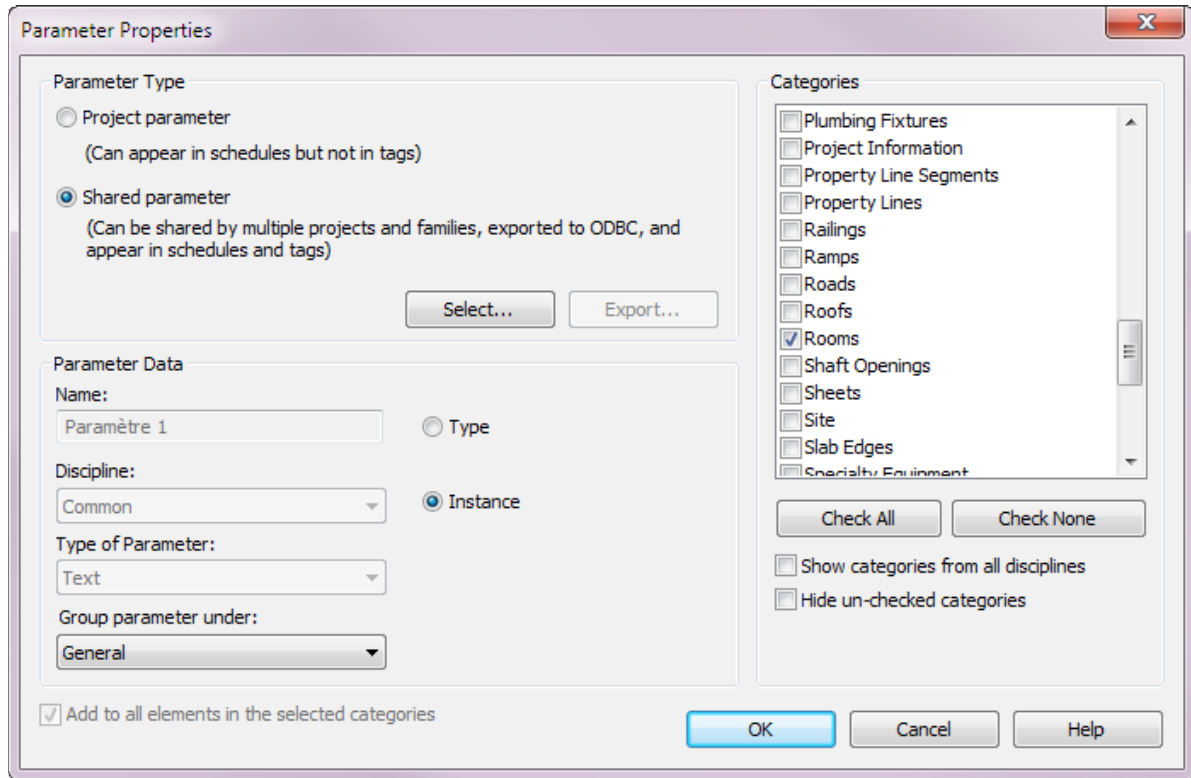 Parameter Properties
Parameter Type
Project parameter
(Can appear in schedules but not in tags)
Shared parameter
(Can be shared by multiple projects and families, exported to ODBC, and
appear in schedules and tags)
Select...
Export...
Parameter Data
Name:
Paramètre 1
Type
Discipline:
Common
Instance
Type of Parameter:
Text
Group parameter under:
General
Add to all elements in the selected categories
Categories
Plumbing Fixtures
Project Information
Property Line Segments
Property Lines
Railings
Ramps
Roads
Roofs
Rooms
Shaft Openings
Sheets
Site
Slab Edges
Specialty Equipment
Check All
Check None
Show categories from all disciplines
Hide un-checked categories
OK
Cancel
Help